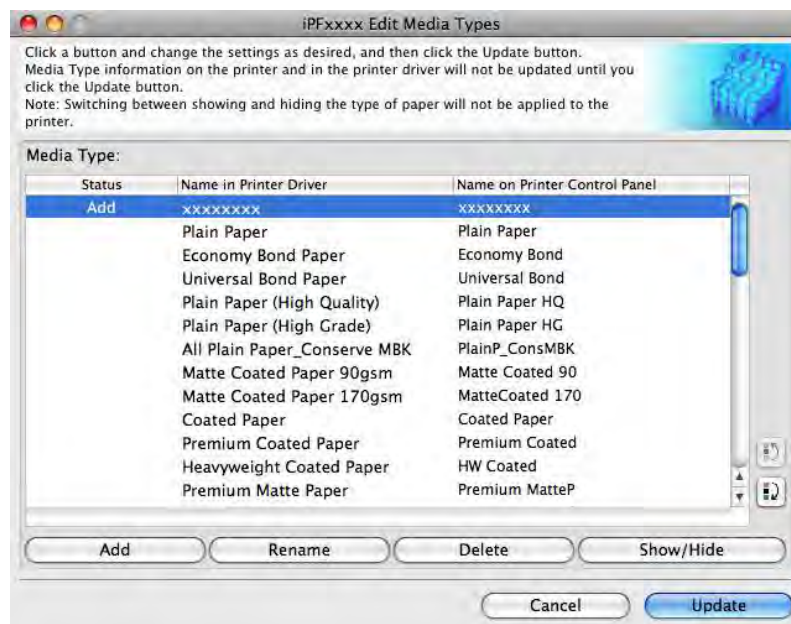 iPFxxxx Edit Media Types
Click a button and change the settings as desired, and then click the Update button.
Media Type information on the printer and in the printer driver will not be updated until you
click the Update button.
Note: Switching between showing and hiding the type of paper will not be applied to the
printer.
Media Type:
Status Name in Printer Driver Name on Printer Control Panel
Add xxxxxxxx xxxxxxxx
Plain Paper Plain Paper
Economy Bond Paper Economy Bond
Universal Bond Paper Universal Bond
Plain Paper (High Quality) Plain Paper HQ
Plain Paper (High Grade) Plain Paper HG
All Plain Paper_Conserve MBK PlainP_ConsMBK
Matte Coated Paper 90gsm Matte Coated 90
Matte Coated Paper 170gsm MatteCoated 170
Coated Paper Coated Paper
Premium Coated Paper Premium Coated
Heavyweight Coated Paper HW Coated
Premium Matte Paper Premium MatteP
Add Rename Delete Show/Hide
Cancel Update